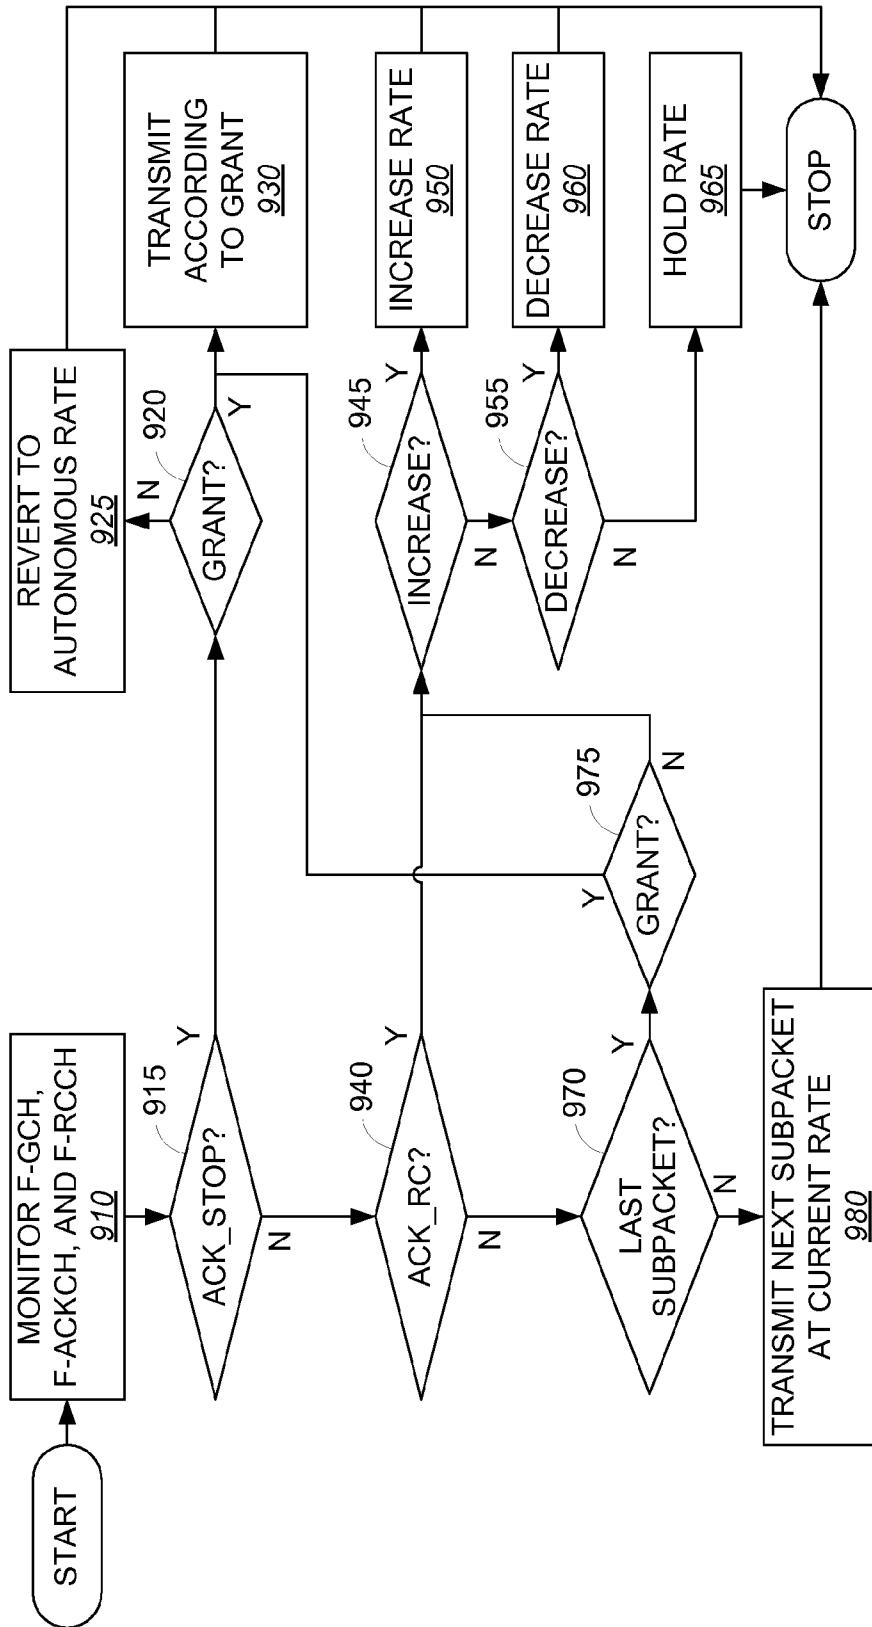 START
MONITOR F-GCH,
F-ACKCH, AND F-RCCH
910
ACK_STOP?
915
Y
N
GRANT?
920
N
Y
REVERT TO
AUTONOMOUS RATE
925
TRANSMIT
ACCORDING
TO GRANT
930
ACK_RC?
940
Y
N
INCREASE?
945
Y
N
INCREASE RATE
950
DECREASE?
955
Y
N
DECREASE RATE
960
HOLD RATE
965
LAST
SUBPACKET?
970
Y
N
GRANT?
975
Y
N
TRANSMIT NEXT SUBPACKET
AT CURRENT RATE
980
STOP